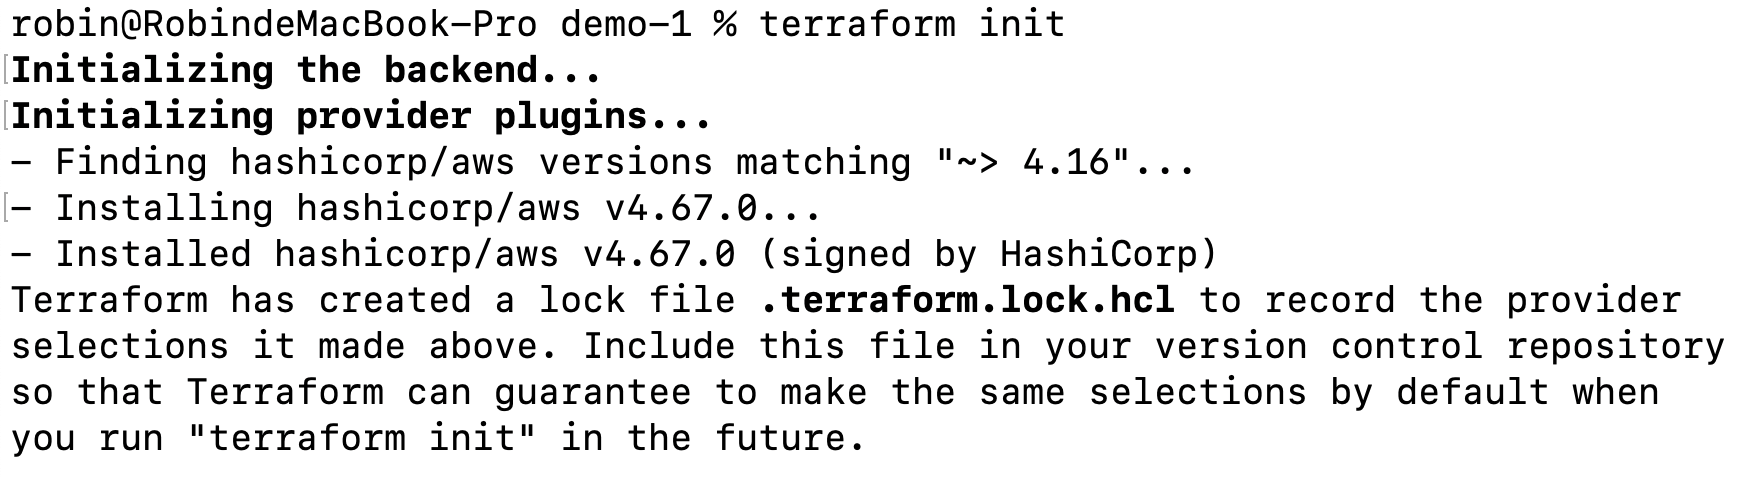 robin@RobindeMacBook-Pro demo-1 % terraform init
Initializing the backend...
Initializing provider plugins...
- Finding hashicorp/aws versions matching "~> 4.16"...
- Installing hashicorp/aws v4.67.0...
- Installed hashicorp/aws v4.67.0 (signed by HashiCorp)
Terraform has created a lock file .terraform.lock.hcl to record the provider
selections it made above. Include this file in your version control repository
so that Terraform can guarantee to make the same selections by default when
you run "terraform init" in the future.